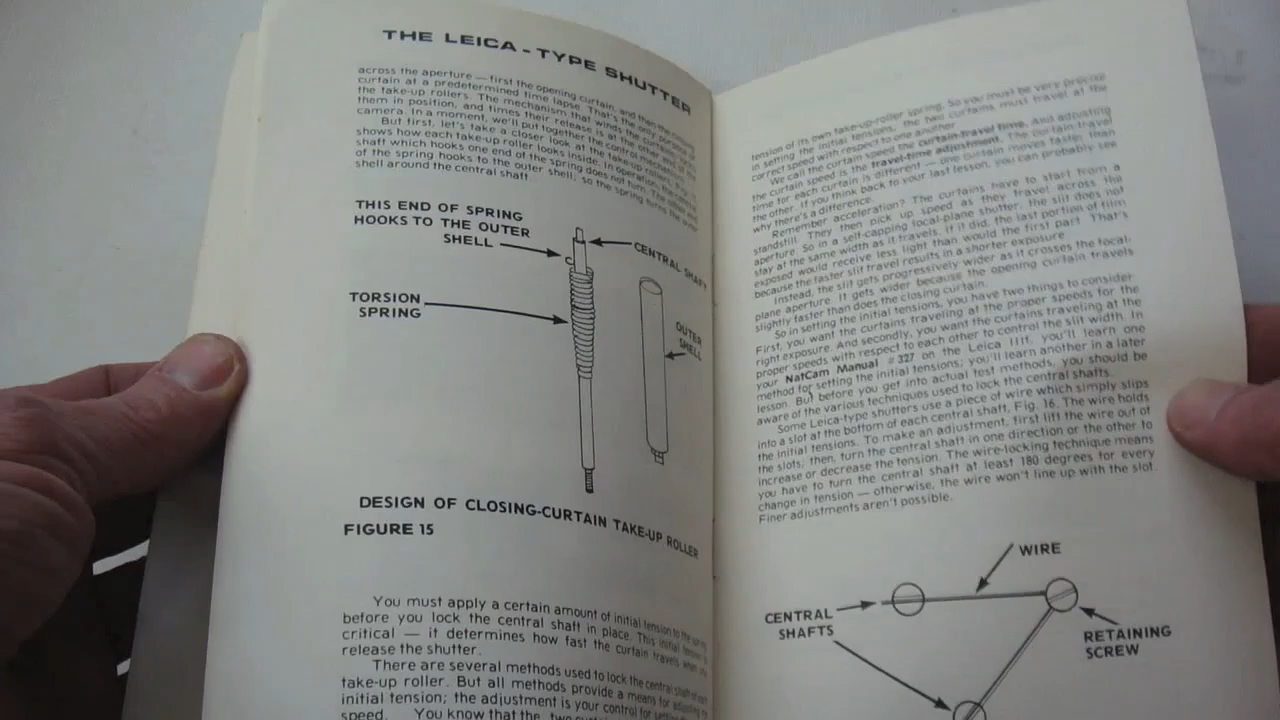 THE LEICA-TYPE SHUTTER
across the aperture — first the opening curtain, and then the closing
curtain at a predetermined time lapse. That's the only purpose of
the take-up rollers. The mechanism that winds the curtains, holds
them in position, and times their release is at the other end of the
camera. In a moment, we'll put together the control mechanism.
But first, let's take a closer look at the take-up rollers. Fig. 15
shows how each take-up roller looks inside. In operation, the central
shaft which hooks one end of the spring does not turn. The other end
of the spring hooks to the outer shell; so the spring turns the outer
shell around the central shaft
THIS END OF SPRING
HOOKS TO THE OUTER
SHELL
CENTRAL SHAFT
TORSION
SPRING
OUTER
SHELL
DESIGN OF CLOSING-CURTAIN TAKE-UP ROLLER
FIGURE 15
You must apply a certain amount of initial tension to the spring
before you lock the central shaft in place. This initial tension is
critical — it determines how fast the curtain travels when you
release the shutter.
There are several methods used to lock the central shaft of each
take-up roller. But all methods provide a means for adjusting the
initial tension; the adjustment is your control for setting
speed. You know that the two
tension of its own take-up-roller spring. So you must be very precise
in setting the initial tensions, the two curtains must travel at the
correct speed with respect to one another.
We call the curtain speed the curtain-travel time. And adjusting
the curtain speed is the travel-time adjustment. The curtain travel
time for each curtain is different — one curtain moves faster than
the other. If you think back to your last lesson, you can probably see
why there's a difference.
Remember acceleration? The curtains have to start from a
standstill. They then pick up speed as they travel across the
aperture. So in a self-capping focal-plane shutter, the slit does not
stay at the same width as it travels, if it did, the last portion of film
exposed would receive less light than would the first part. That's
because the faster slit travel results in a shorter exposure.
Instead, the slit gets progressively wider as it crosses the focal-
plane aperture. It gets wider because the opening curtain travels
slightly faster than does the closing curtain.
So in setting the initial tensions, you have two things to consider
First, you want the curtains traveling at the proper speeds for the
right exposure. And secondly, you want the curtains traveling at the
proper speeds with respect to each other to control the slit width. In
your NatCam Manual #327 on the Leica IIIf, you'll learn one
method for setting the initial tensions; you'll learn another in a later
lesson. But before you get into actual test methods, you should be
aware of the various techniques used to lock the central shafts.
Some Leica-type shutters use a piece of wire which simply slips
into a slot at the bottom of each central shaft, Fig. 16. The wire holds
the initial tensions. To make an adjustment, first lift the wire out of
the slots; then, turn the central shaft in one direction or the other to
increase or decrease the tension. The wire-locking technique means
you have to turn the central shaft at least 180 degrees for every
change in tension — otherwise, the wire won't line up with the slot.
Finer adjustments aren't possible.
WIRE
CENTRAL
SHAFTS
RETAINING
SCREW